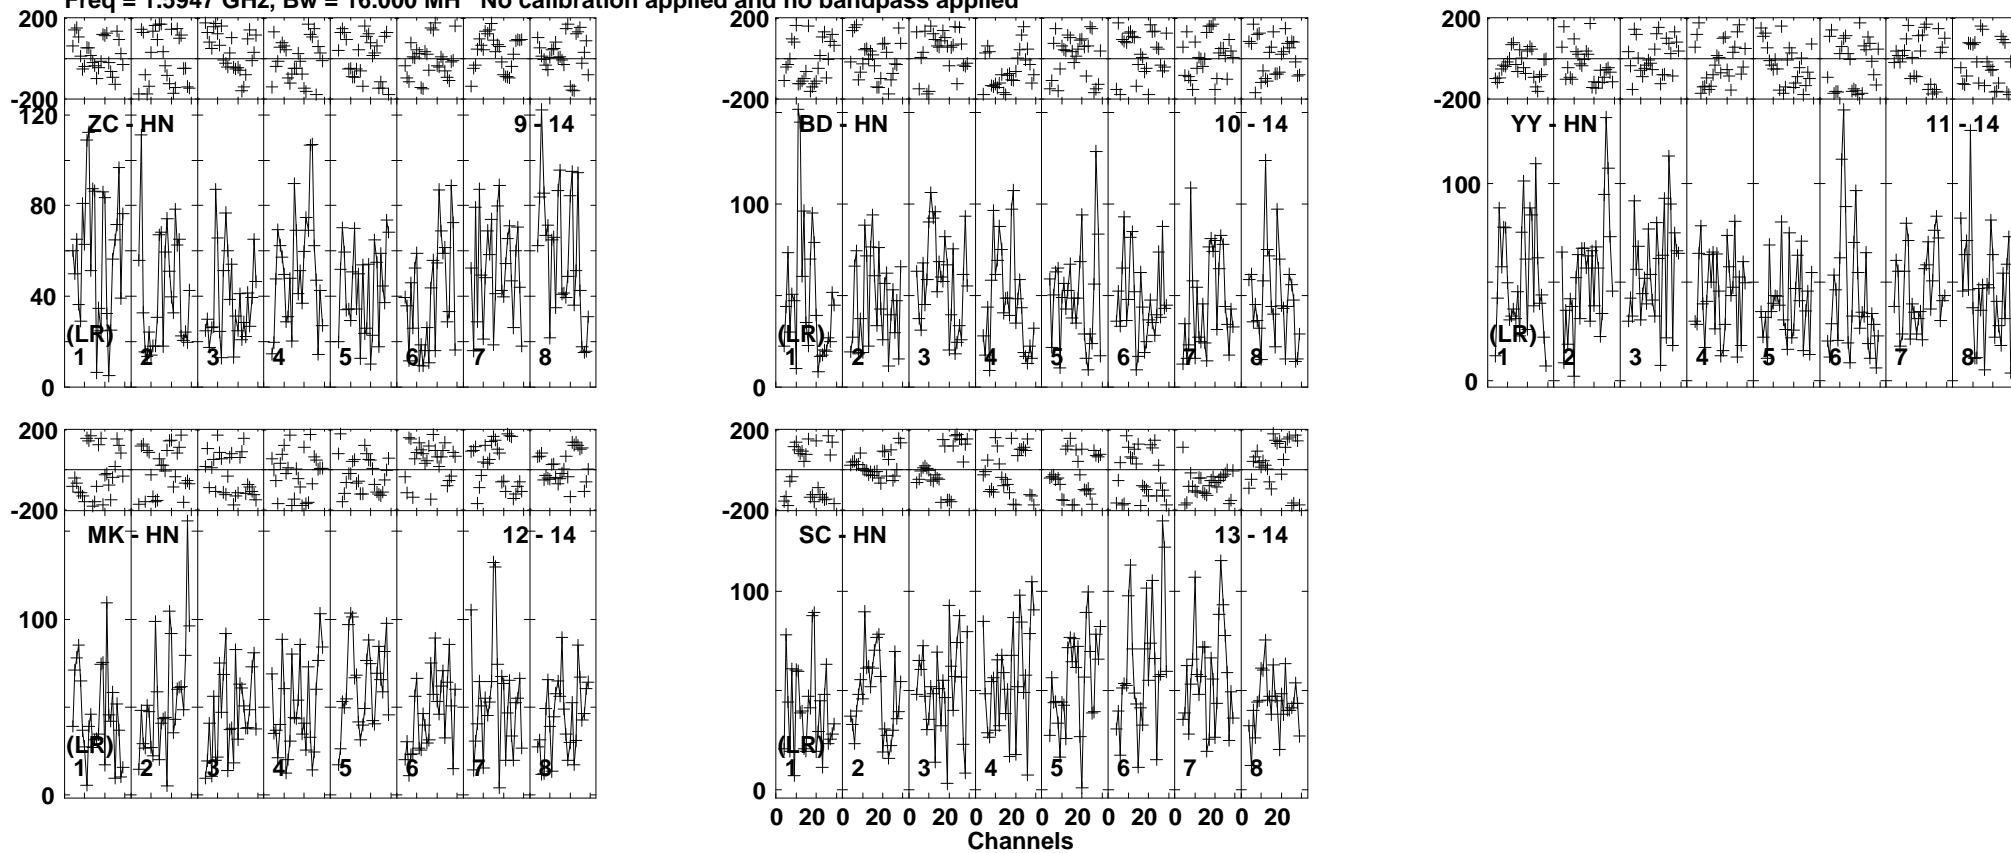 Freq = 1.5947 GHz, Bw = 16.000 MH No calibration applied and no bandpass applied
200
-200
120
80
40
0
ZC - HN
9 - 14
(LR)
1 2 3 4 5 6 7 8
200
-200
100
0
BD - HN
10 - 14
(LR)
1 2 3 4 5 6 7 8
200
-200
100
0
YY - HN
11 - 14
(LR)
1 2 3 4 5 6 7 8
200
-200
100
0
MK - HN
12 - 14
(LR)
1 2 3 4 5 6 7 8
200
-200
100
0
SC - HN
13 - 14
(LR)
1 2 3 4 5 6 7 8
0 20 0 20 0 20 0 20 0 20 0 20 0 20 0 20
Channels